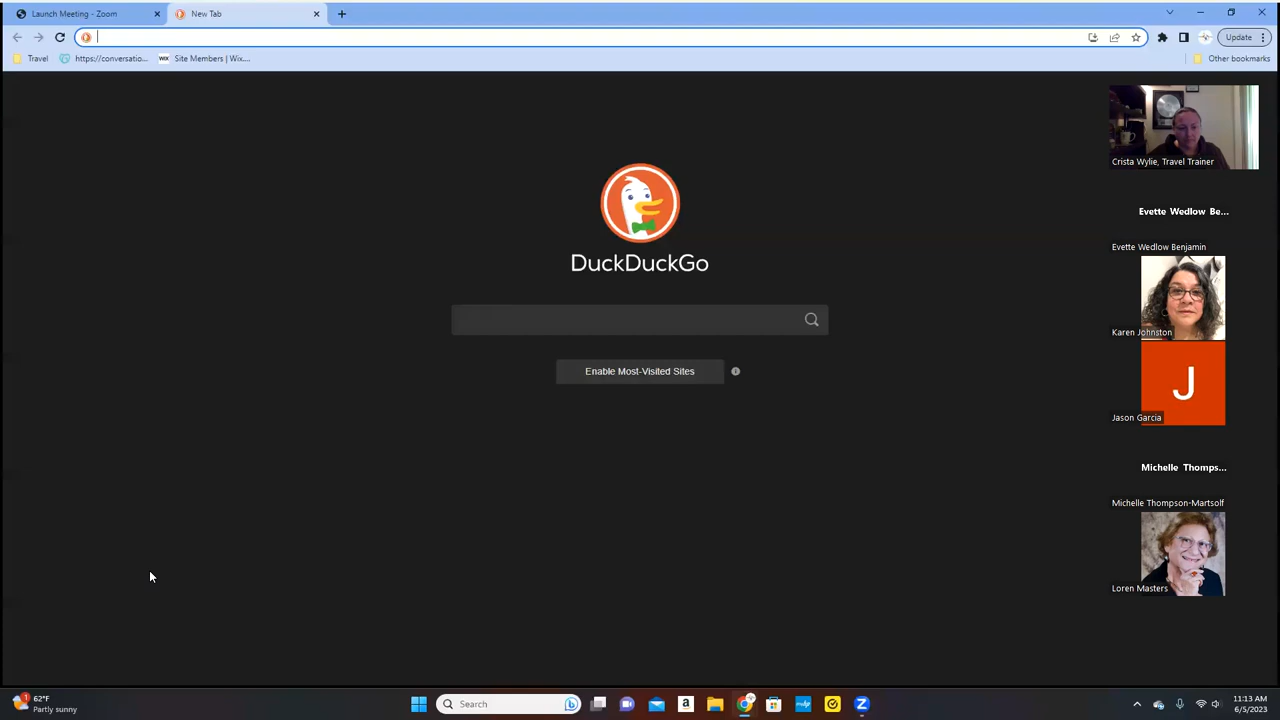 Launch Meeting - Zoom
New Tab
Update
Travel
https://conversatio...
WIX Site Members | Wix....
Other bookmarks
Crista Wylie, Travel Trainer
Evette Wedlow Be...
Evette Wedlow Benjamin
Karen Johnston
J
Jason Garcia
Michelle Thomps...
Michelle Thompson-Martsolf
Loren Masters
DuckDuckGo
Enable Most-Visited Sites
1
62°F
Partly sunny
Search
11:13 AM
6/5/2023